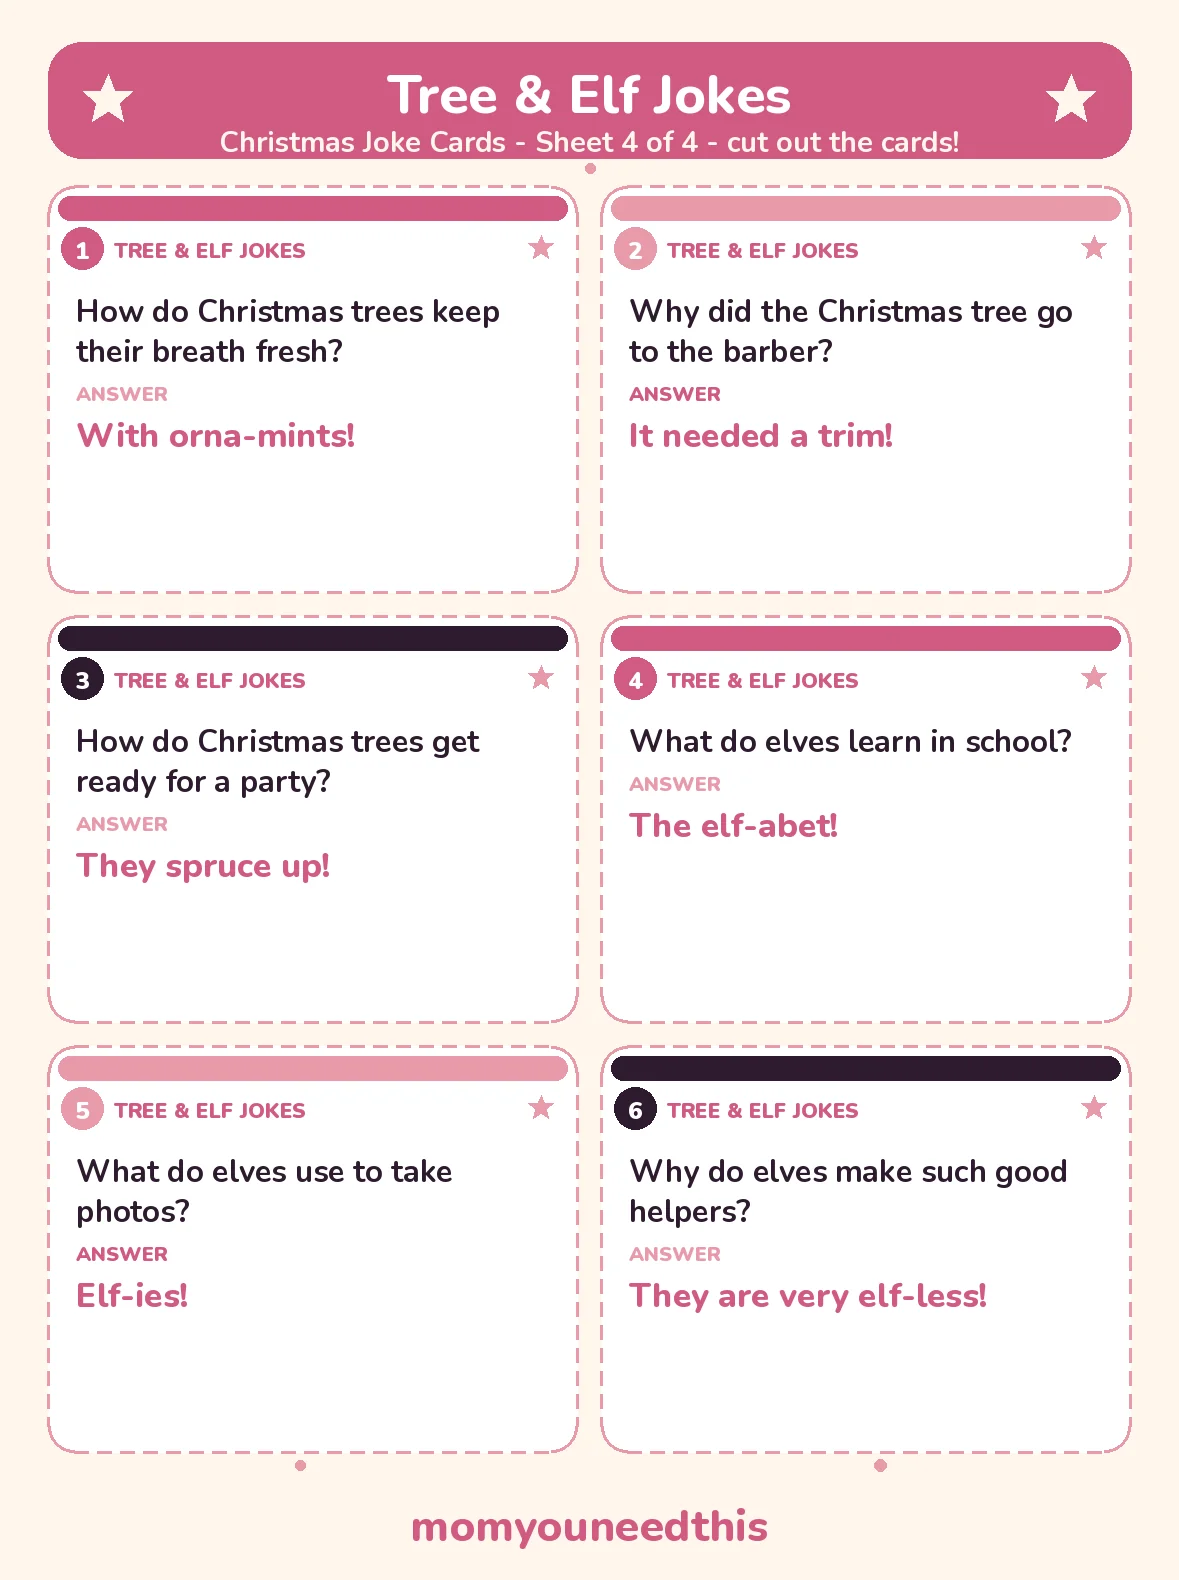 Tree & Elf Jokes
Christmas Joke Cards - Sheet 4 of 4 - cut out the cards!
1 TREE & ELF JOKES
How do Christmas trees keep
their breath fresh?
ANSWER
With orna-mints!
2 TREE & ELF JOKES
Why did the Christmas tree go
to the barber?
ANSWER
It needed a trim!
3 TREE & ELF JOKES
How do Christmas trees get
ready for a party?
ANSWER
They spruce up!
4 TREE & ELF JOKES
What do elves learn in school?
ANSWER
The elf-abet!
5 TREE & ELF JOKES
What do elves use to take
photos?
ANSWER
Elf-ies!
6 TREE & ELF JOKES
Why do elves make such good
helpers?
ANSWER
They are very elf-less!
momyouneedthis